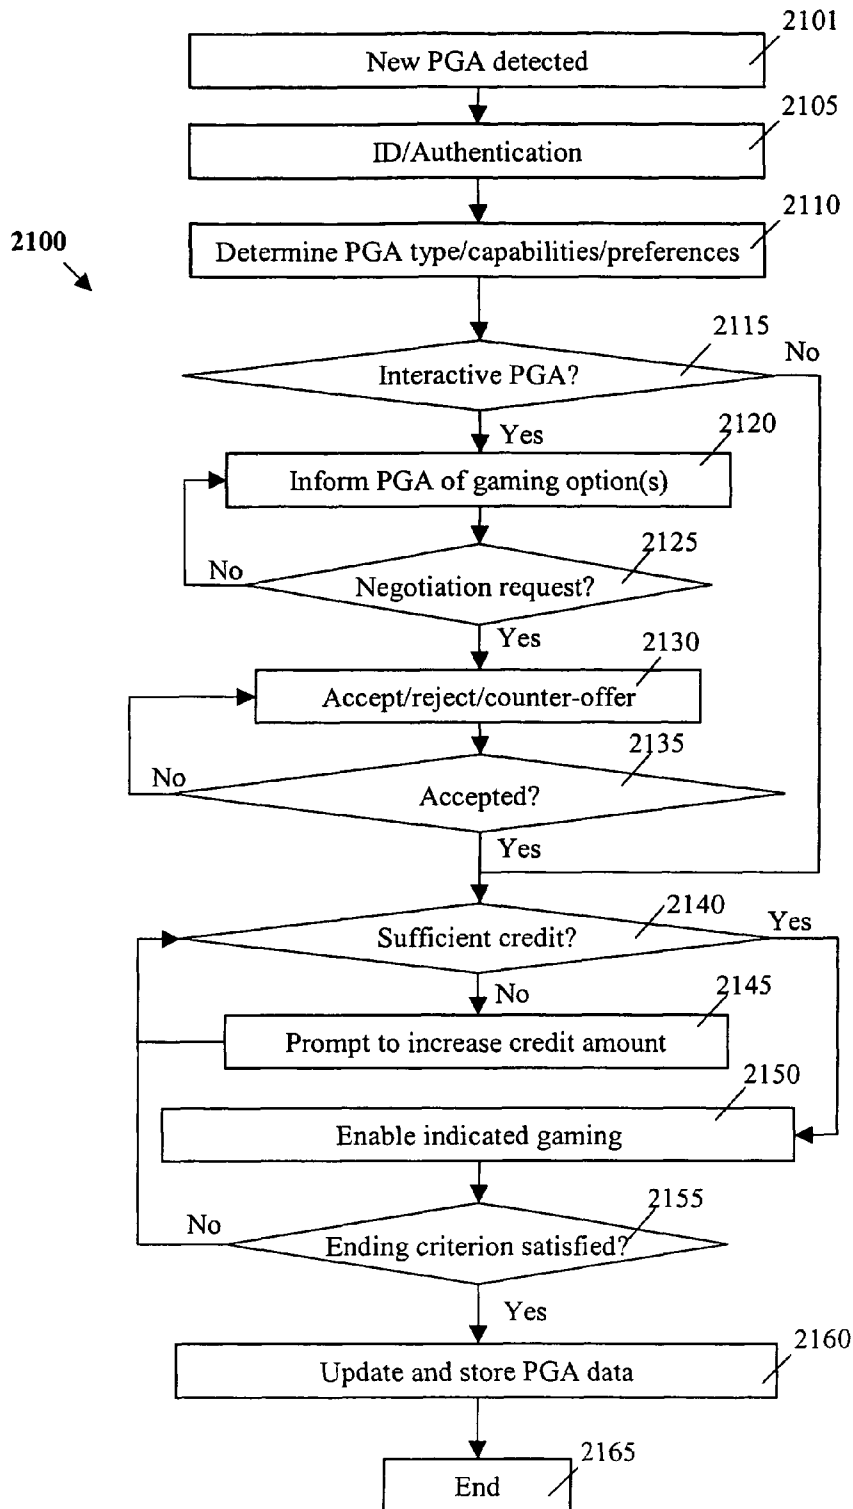 2101
New PGA detected
2105
ID/Authentication
2110
2100
Determine PGA type/capabilities/preferences
2115
No
Interactive PGA?
Yes
2120
Inform PGA of gaming option(s)
2125
No
Negotiation request?
Yes
2130
Accept/reject/counter-offer
2135
No
Accepted?
Yes
2140
Yes
Sufficient credit?
No
2145
Prompt to increase credit amount
2150
Enable indicated gaming
2155
No
Ending criterion satisfied?
Yes
2160
Update and store PGA data
2165
End